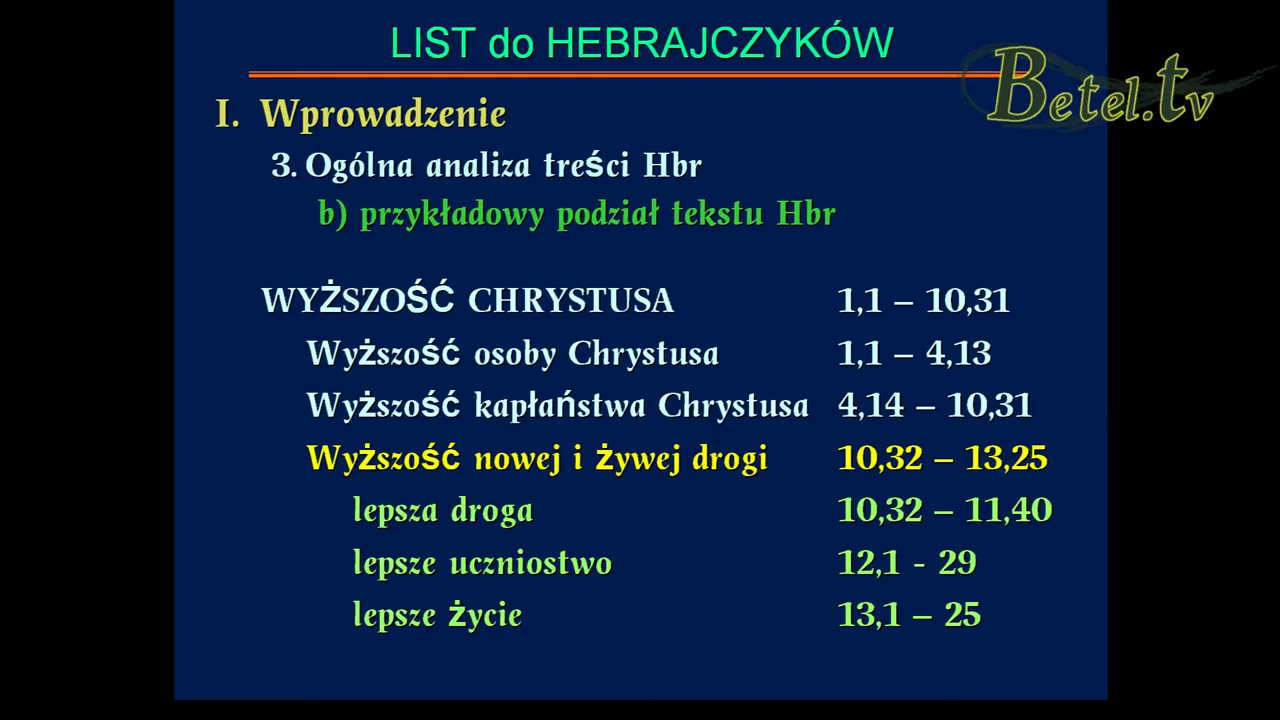 LIST do HEBRAJCZYKÓW
Betel.tv
I. Wprowadzenie
3. Ogólna analiza treści Hbr
b) przykładowy podział tekstu Hbr
WYŻSZOŚĆ CHRYSTUSA 1,1 – 10,31
Wyższość osoby Chrystusa 1,1 – 4,13
Wyższość kapłaństwa Chrystusa 4,14 – 10,31
Wyższość nowej i żywej drogi 10,32 – 13,25
lepsza droga 10,32 – 11,40
lepsze uczniostwo 12,1 - 29
lepsze życie 13,1 – 25